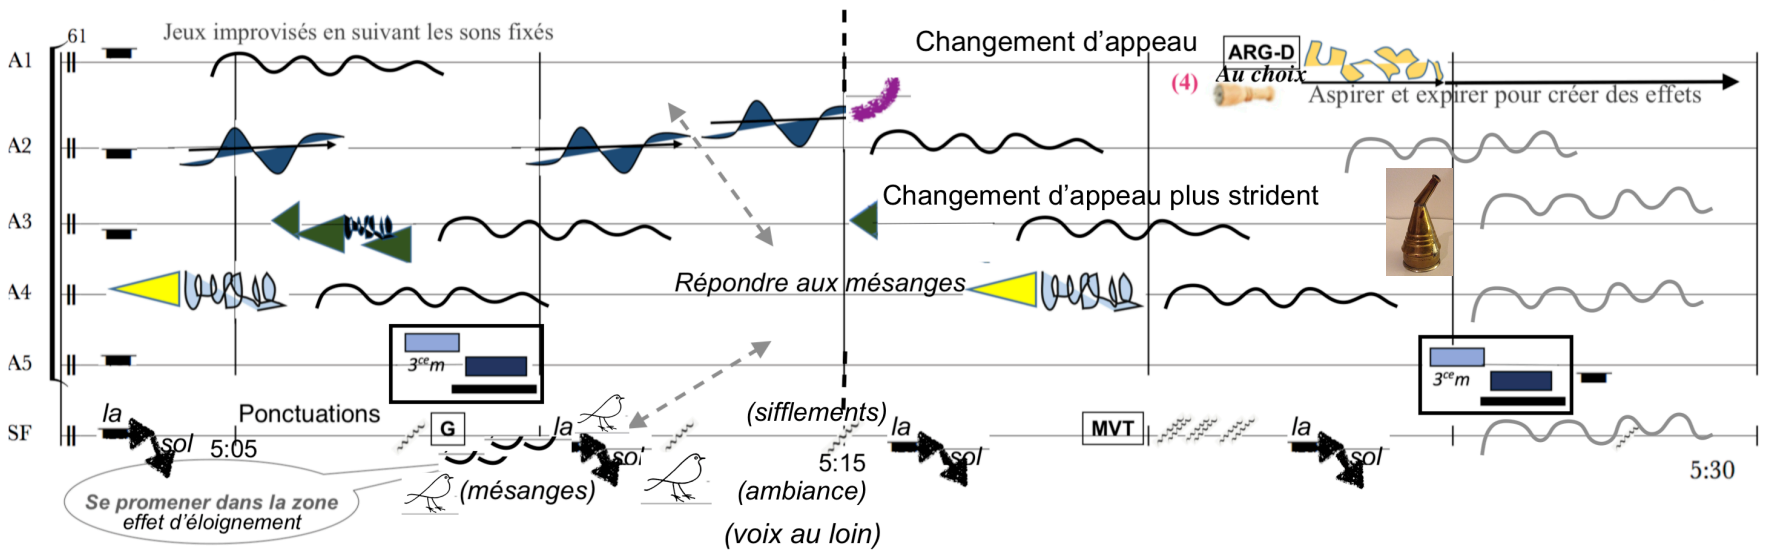 61
Jeux improvisés en suivant les sons fixés
Changement d'appeau
ARG-D
A1
(4)
Au choix
Aspirer et expirer pour créer des effets
A2
Changement d'appeau plus strident
A3
Répondre aux mésanges
A4
3cem
3cem
A5
la
Ponctuations
G
la
(sifflements)
la
MVT
la
SF
sol
5:05
sol
5:15
sol
sol
5:30
Se promener dans la zone
effet d'éloignement
(mésanges)
(ambiance)
(voix au loin)